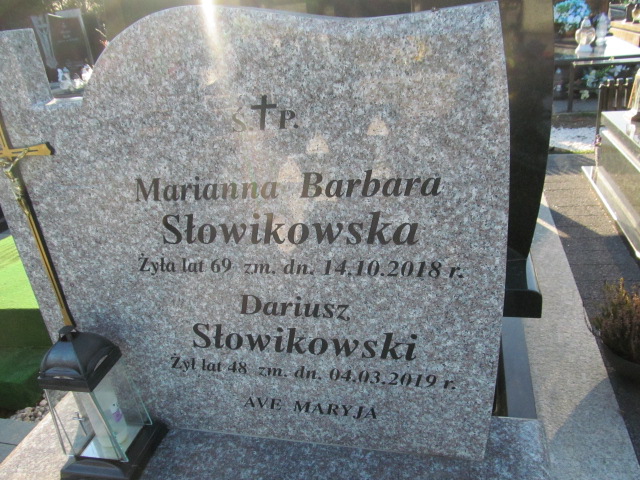 Ś. P.
Marianna Barbara
Słowikowska
Żyła lat 69 zm. dn. 14.10.2018 r.
Dariusz
Słowikowski
Żył lat 48 zm. dn. 04.03.2019 r.
AVE MARYJA